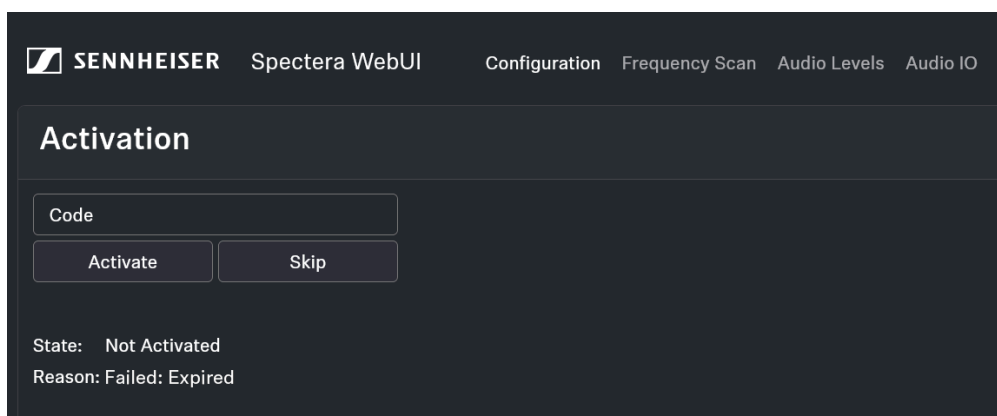 SENNHEISER Spectera WebUI Configuration Frequency Scan Audio Levels Audio IO
Activation
Code
Activate Skip
State: Not Activated
Reason: Failed: Expired